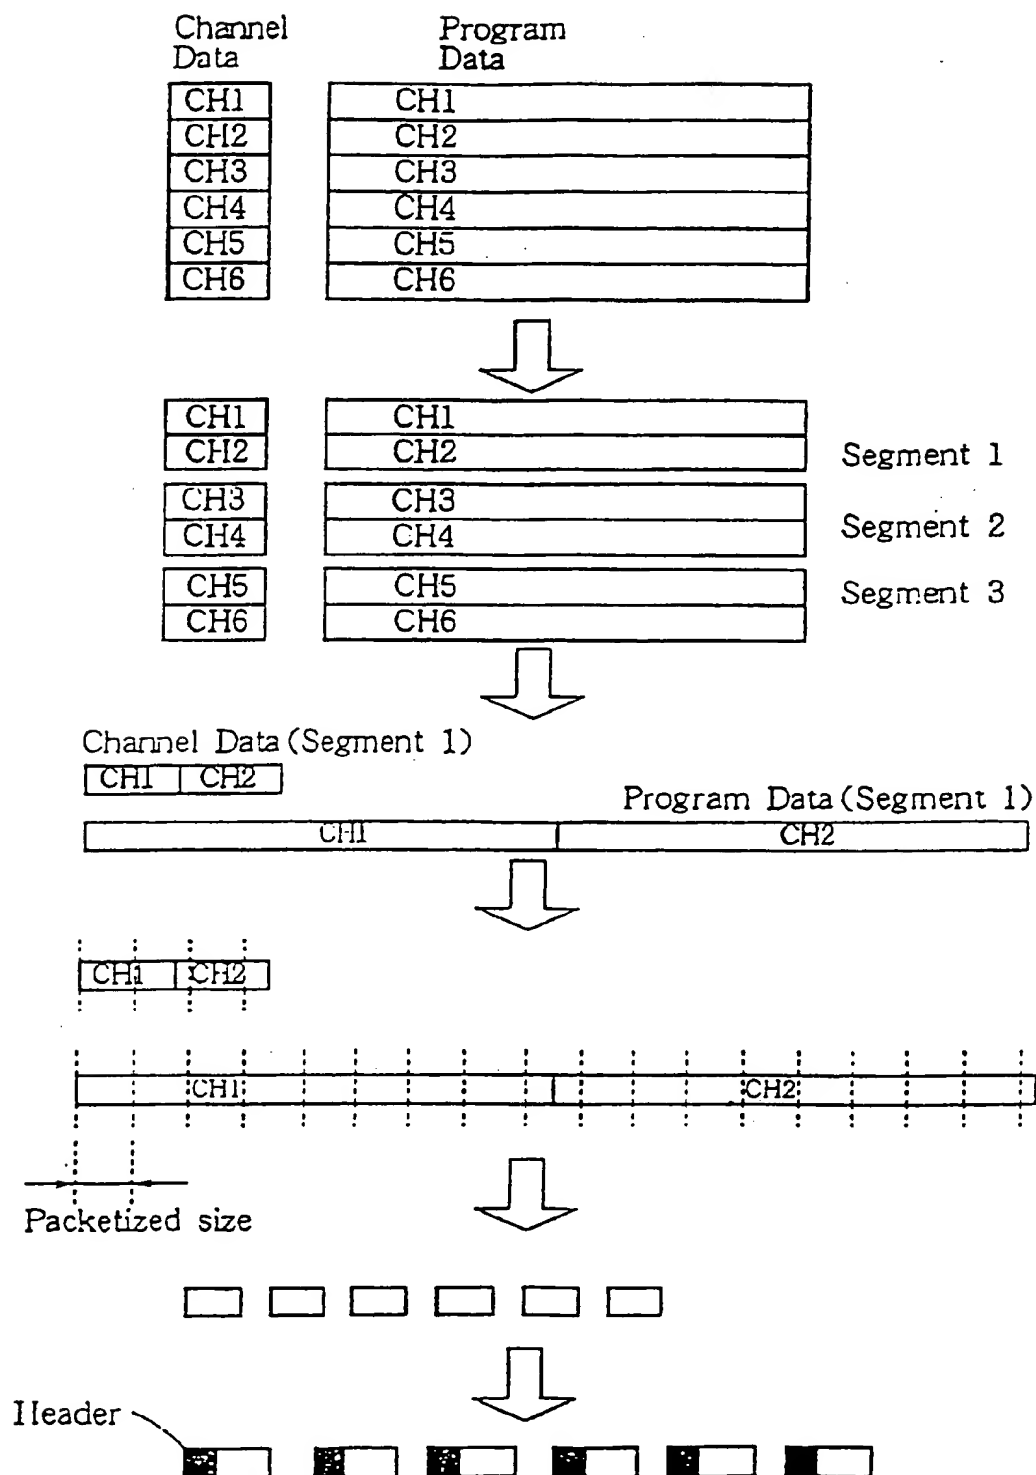 Channel Data
Program Data
CH1 CH1
CH2 CH2
CH3 CH3
CH4 CH4
CH5 CH5
CH6 CH6
CH1 CH1
CH2 CH2
Segment 1
CH3 CH3
CH4 CH4
Segment 2
CH5 CH5
Segment 3
CH6 CH6
Channel Data (Segment 1)
CH1 CH2
Program Data (Segment 1)
CH1 CH2
CH1 CH2
CH1 CH2
Packetized size
Header